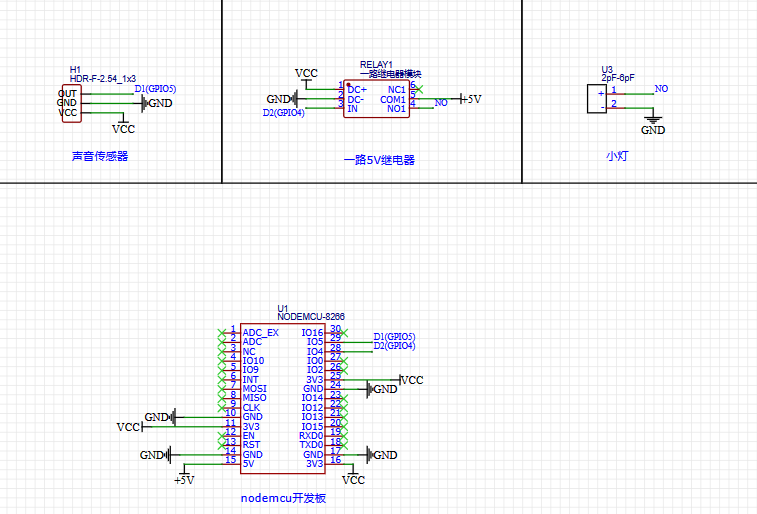 H1
HDR-F-2.54_1x3
OUT
GND
VCC
D1(GPIO5)
GND
VCC
声音传感器
RELAY1
一路继电器模块
VCC
GND
D2(GPIO4)
1 DC+
2 DC-
3 IN
NC1 6
COM1 5
NO1 4
+5V
NO
一路5V继电器
U3
2pF-6pF
+ 1
- 2
NO
GND
小灯
U1
NODEMCU-8266
1 ADC_EX
2 ADC
3 NC
4 IO10
5 IO9
6 INT
7 MOSI
8 MISO
9 CLK
10 GND
11 3V3
12 EN
13 RST
14 GND
15 5V
IO16 30
IO5 29
IO4 28
IO0 27
IO2 26
3V3 25
GND 24
IO14 23
IO12 22
IO13 21
IO15 20
RXD0 19
TXD0 18
GND 17
3V3 16
D1(GPIO5)
D2(GPIO4)
VCC
GND
GND
VCC
GND
VCC
GND
+5V
nodemcu开发板